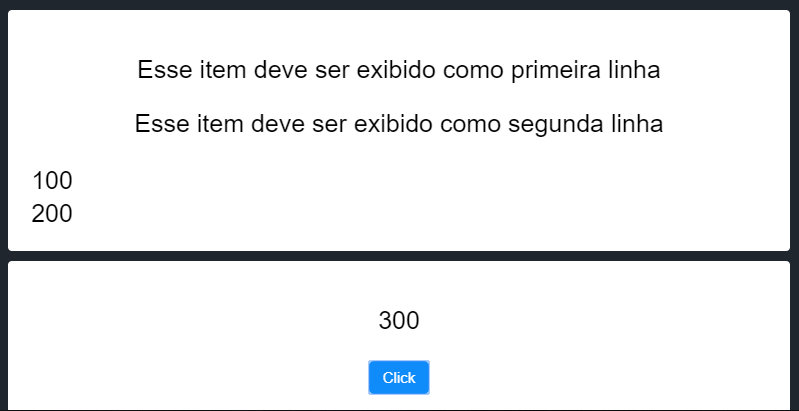 Esse item deve ser exibido como primeira linha
Esse item deve ser exibido como segunda linha
100
200
300
Click